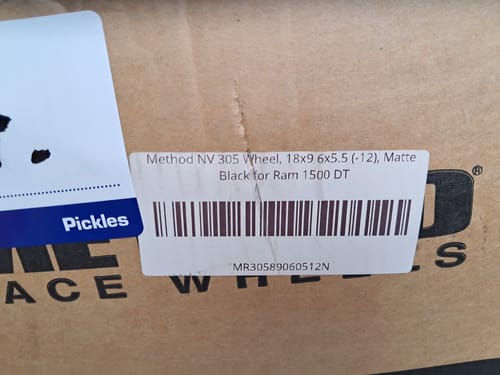 Method NV 305 Wheel, 18x9 6x5.5 (-12), Matte
Black for Ram 1500 DT
MR30589060512N
Pickles
ACE WHEELS
®